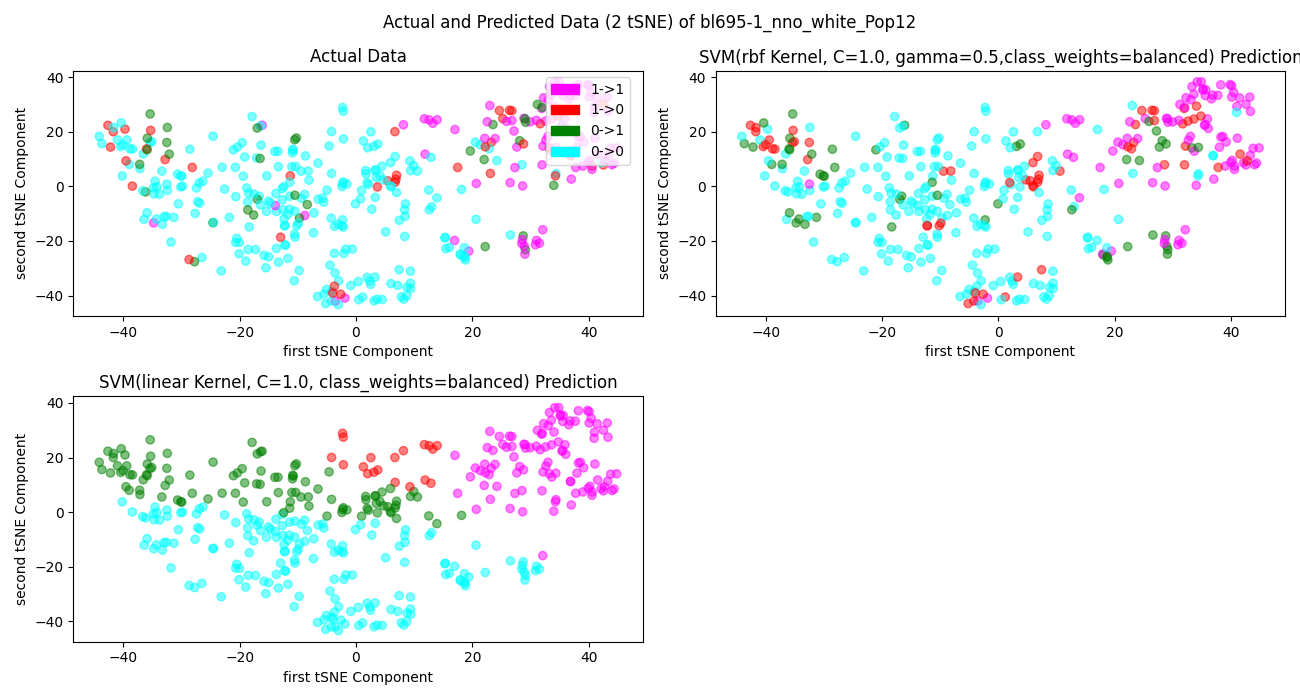 Actual and Predicted Data (2 tSNE) of bl695-1_nno_white_Pop12
Actual Data
second tSNE Component
40
20
0
−20
−40
1->1
1->0
0->1
0->0
−40 −20 0 20 40
first tSNE Component
SVM(rbf Kernel, C=1.0, gamma=0.5,class_weights=balanced) Prediction
second tSNE Component
40
20
0
−20
−40
−40 −20 0 20 40
first tSNE Component
SVM(linear Kernel, C=1.0, class_weights=balanced) Prediction
second tSNE Component
40
20
0
−20
−40
−40 −20 0 20 40
first tSNE Component